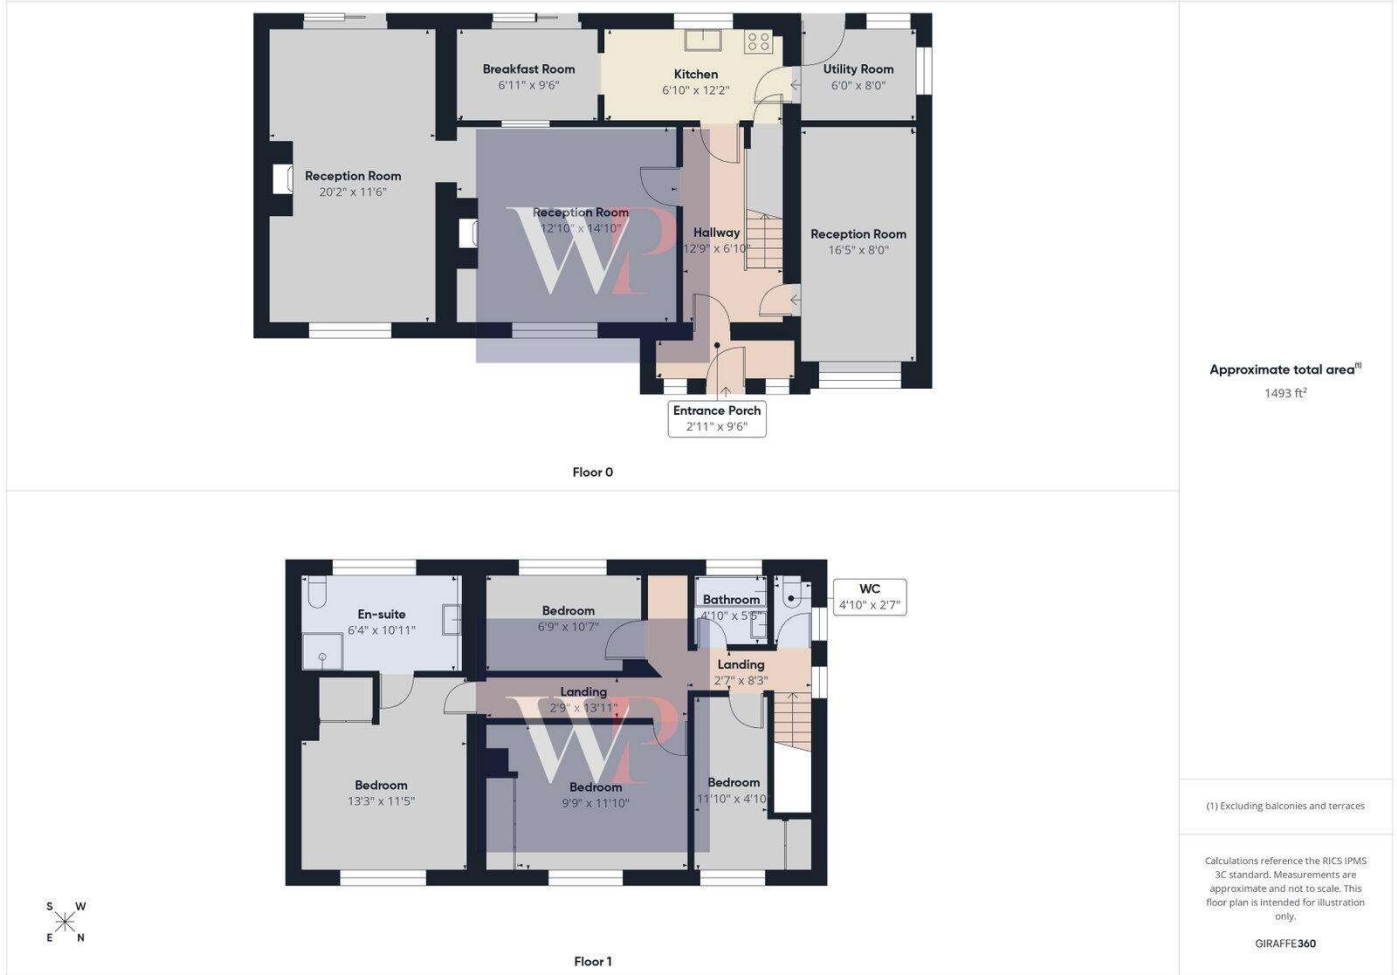 Breakfast Room
6'11" x 9'6"
Kitchen
6'10" x 12'2"
Utility Room
6'0" x 8'0"
Reception Room
20'2" x 11'6"
Reception Room
12'10" x 14'10"
WP
Hallway
12'9" x 6'10"
Reception Room
16'5" x 8'0"
Entrance Porch
2'11" x 9'6"
Floor 0
Approximate total area(1)
1493 ft²
En-suite
6'4" x 10'11"
Bedroom
6'9" x 10'7"
Bathroom
4'10" x 5'5"
WC
4'10" x 2'7"
Landing
2'7" x 8'3"
Landing
2'9" x 13'11"
WP
Bedroom
13'3" x 11'5"
Bedroom
9'9" x 11'10"
Bedroom
11'10" x 4'10
S W
E N
Floor 1
(1) Excluding balconies and terraces
Calculations reference the RICS IPMS
3C standard. Measurements are
approximate and not to scale. This
floor plan is intended for illustration
only.
GIRAFFE360